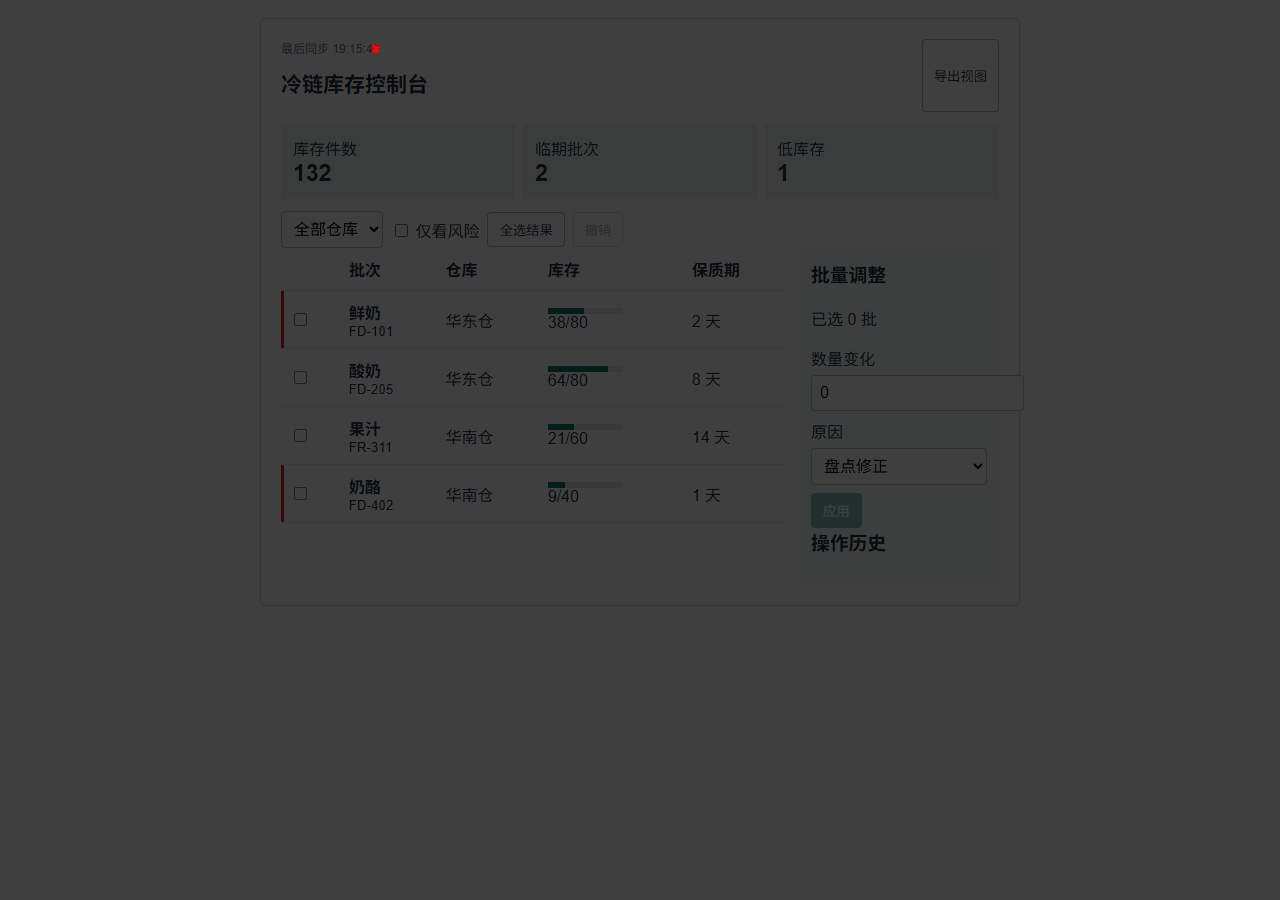 最后同步 19:15:4
导出视图
冷链库存控制台
库存件数
132
临期批次
2
低库存
1
全部仓库
仅看风险
全选结果
撤销
批次 仓库 库存 保质期
鲜奶
FD-101
华东仓
38/80
2 天
酸奶
FD-205
华东仓
64/80
8 天
果汁
FR-311
华南仓
21/60
14 天
奶酪
FD-402
华南仓
9/40
1 天
批量调整
已选 0 批
数量变化
0
原因
盘点修正
应用
操作历史